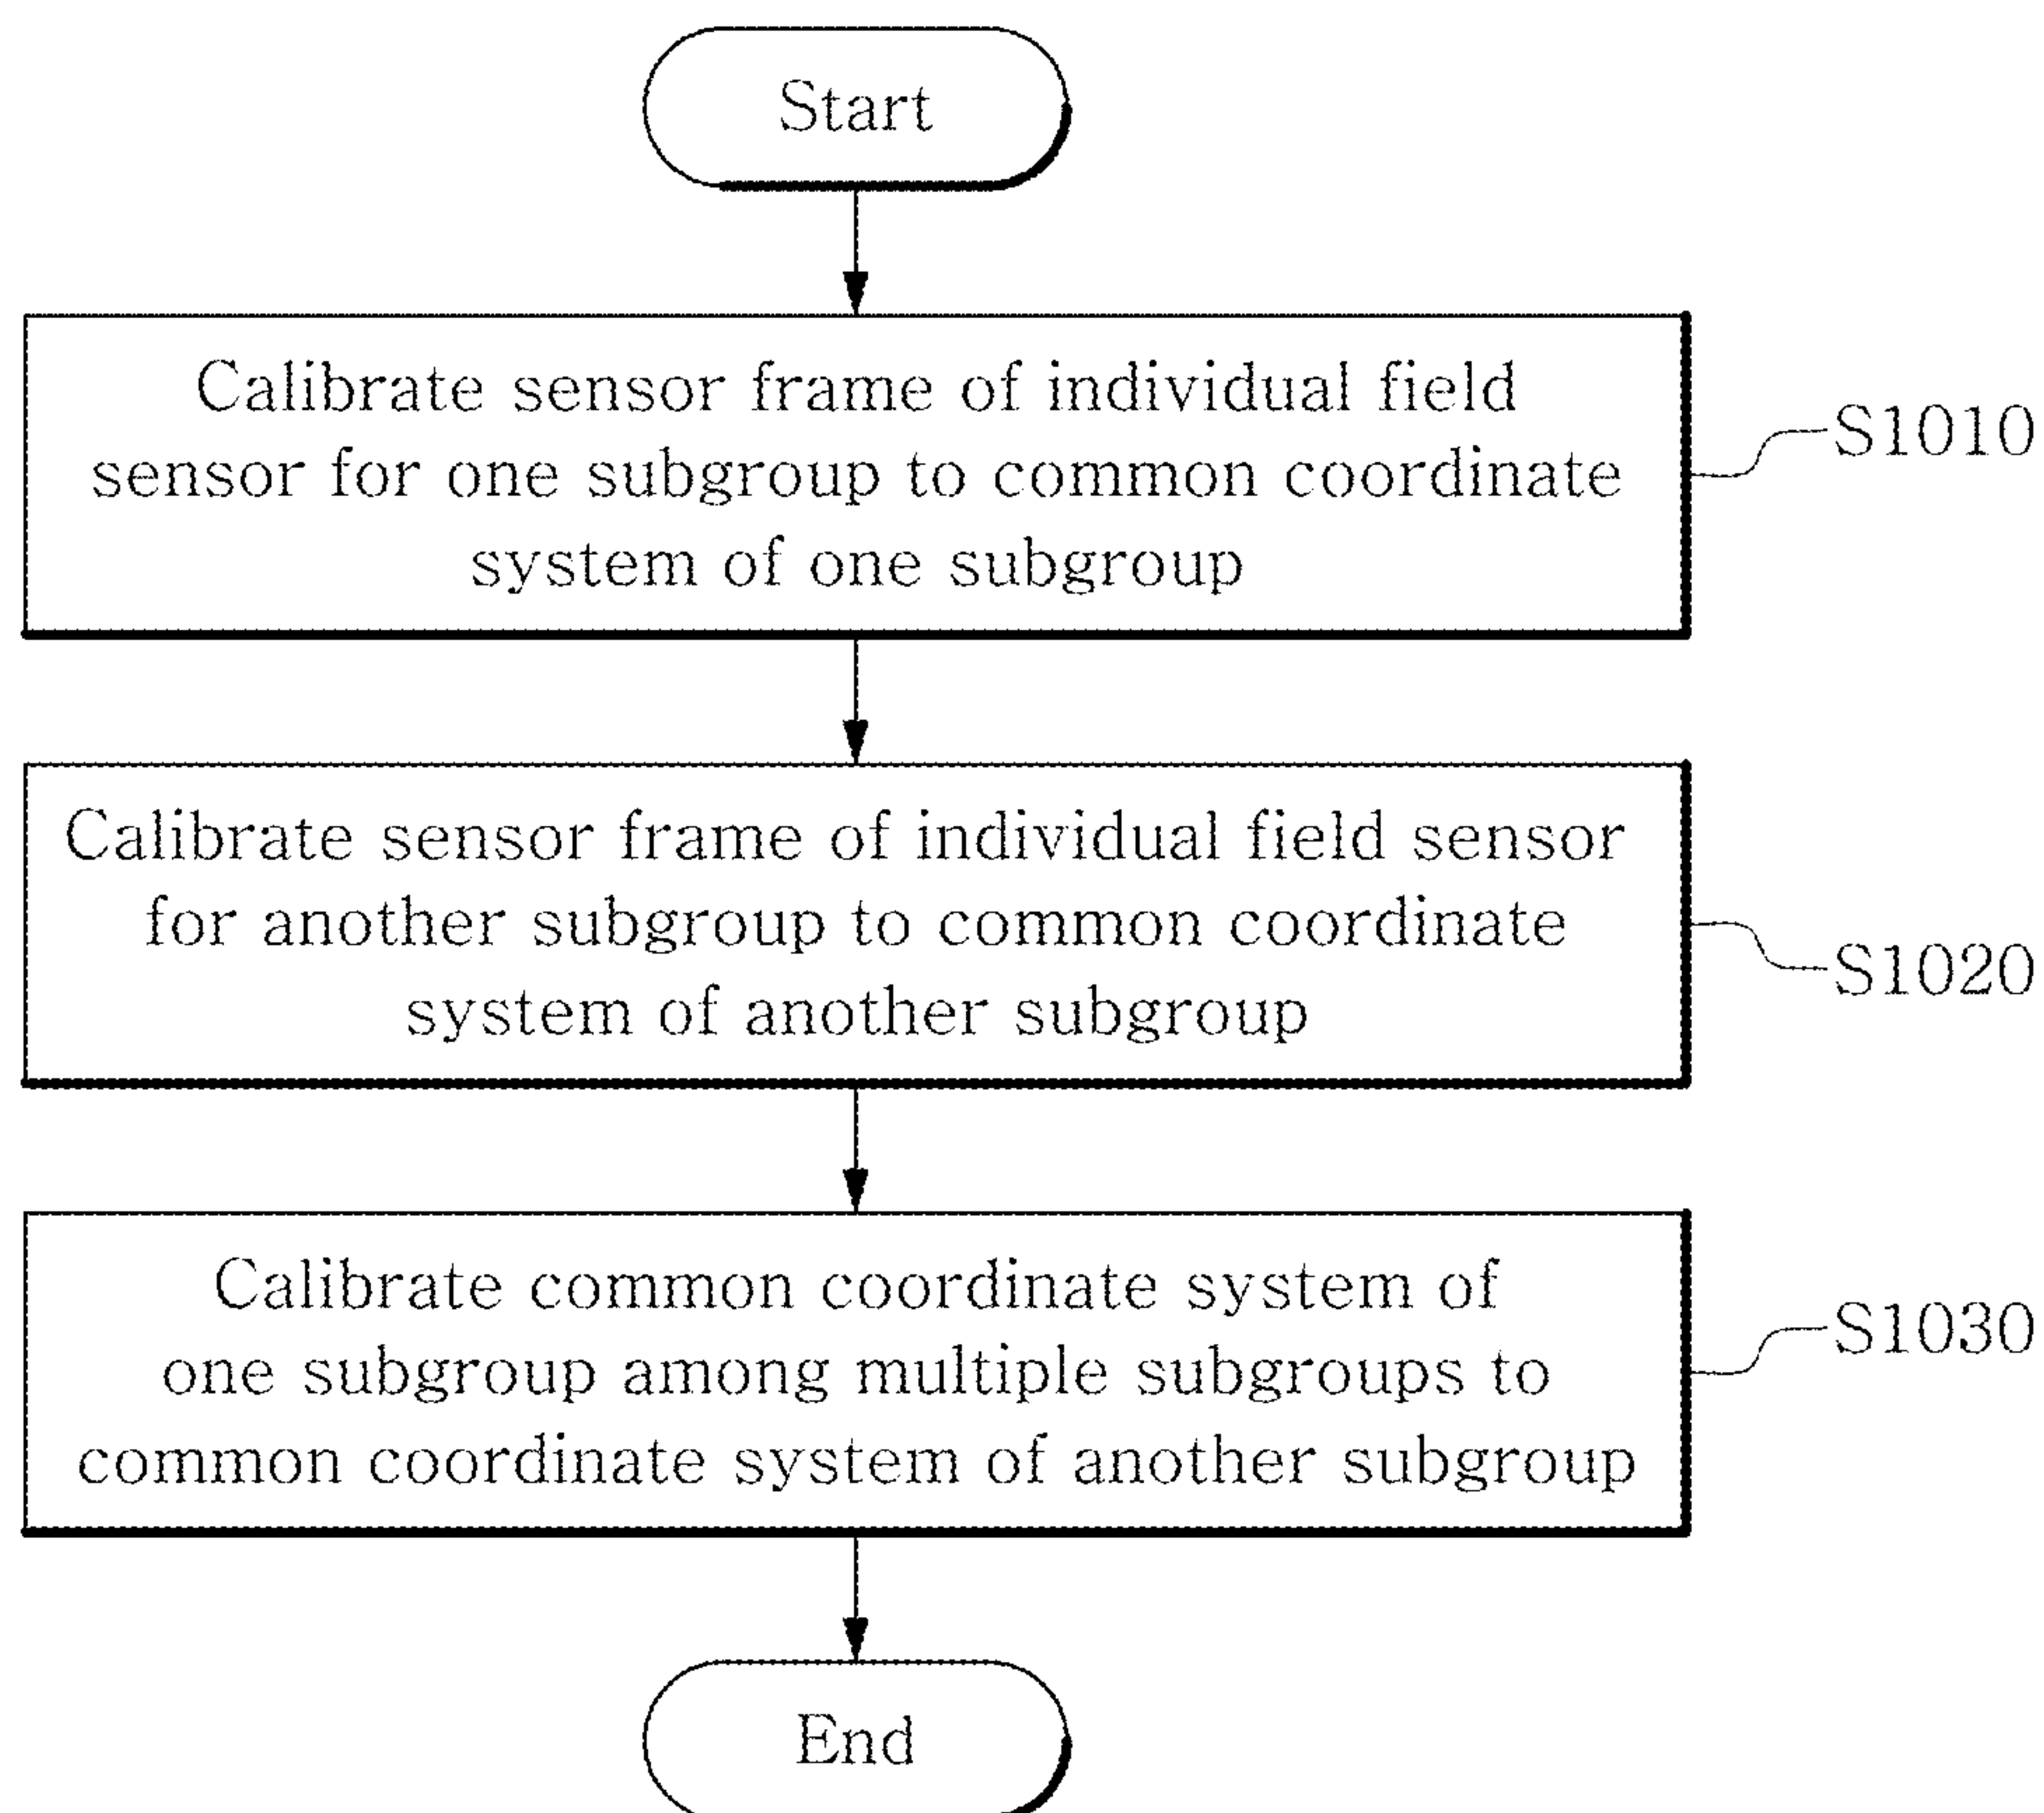 Start
Calibrate sensor frame of individual field
sensor for one subgroup to common coordinate
system of one subgroup
S1010
Calibrate sensor frame of individual field sensor
for another subgroup to common coordinate
system of another subgroup
S1020
Calibrate common coordinate system of
one subgroup among multiple subgroups to
common coordinate system of another subgroup
S1030
End